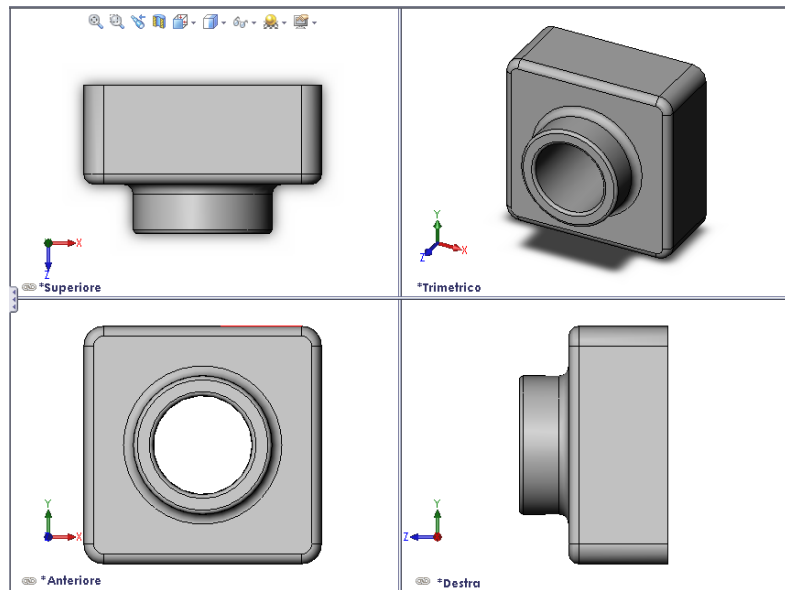 X
Z
*Superiore
Y
X
Z
*Trimetrico
Y
X
*Anteriore
Y
Z
*Destra